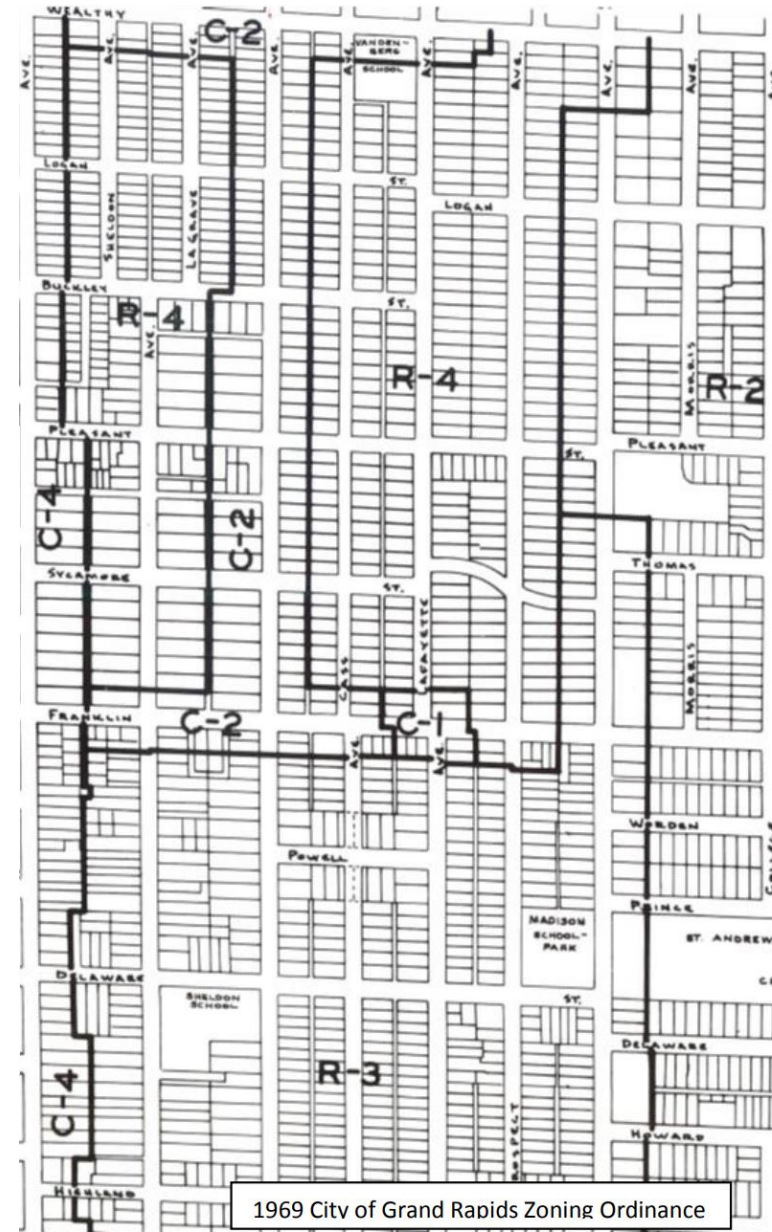 WEALTHY
C-2
AVE.
AVE.
AVE.
AVE.
AVE.
AVE.
AVE.
AVE.
AVE.
VANDEN-
BERG
SCHOOL
LOGAN
ST.
LOGAN
SHELDON
LAGRAVE
BUCKLEY
ST.
R-4
AVE.
R-4
MORRIS
R-2
PLEASANT
ST.
PLEASANT
C-4
C-2
SYCAMORE
ST.
THOMAS
CASS
LAFAYETTE
MORRIS
FRANKLIN
C-2
C-1
AVE.
AVE.
WORDEN
POWELL
PRINCE
MADISON
SCHOOL-
PARK
ST. ANDREW
DELAWARE
SHELDON
SCHOOL
ST.
DELAWARE
R-3
C-4
HOWARD
HIGHLAND
1969 City of Grand Rapids Zoning Ordinance